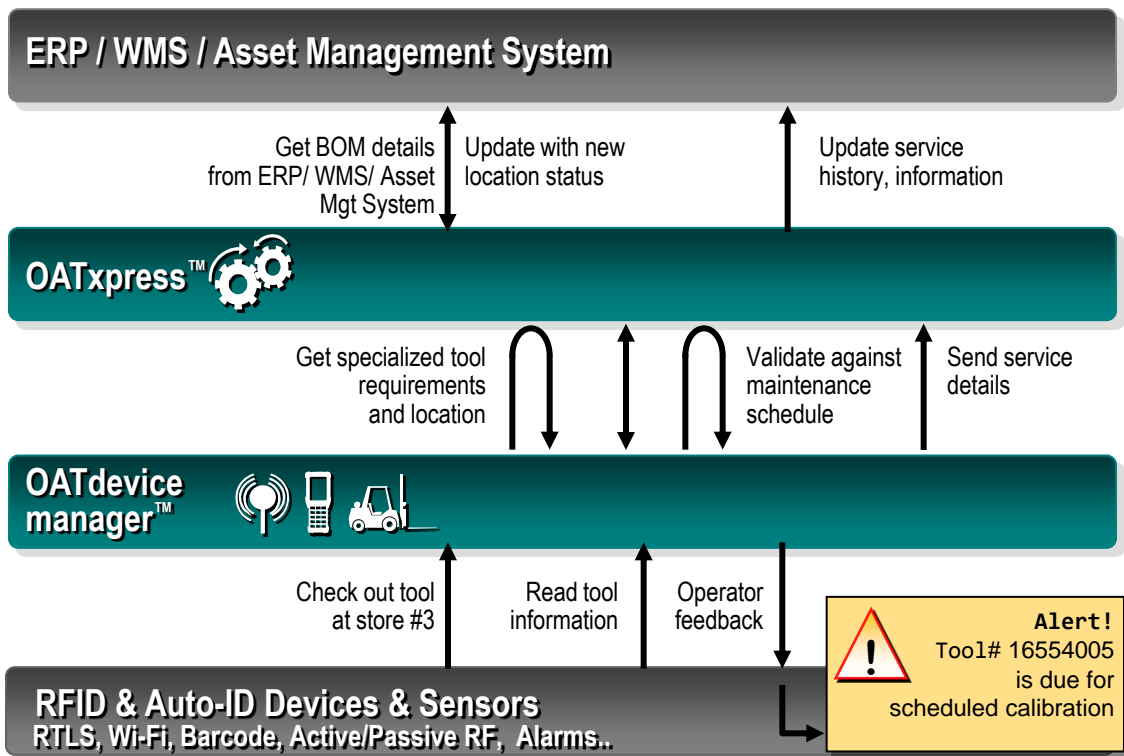 ERP / WMS / Asset Management System
Get BOM details
from ERP/ WMS/ Asset
Mgt System
Update with new
location status
Update service
history, information
OATxpress™
Get specialized tool
requirements
and location
Validate against
maintenance
schedule
Send service
details
OATdevice
manager™
Check out tool
at store #3
Read tool
information
Operator
feedback
Alert!
Tool# 16554005
is due for
scheduled calibration
RFID & Auto-ID Devices & Sensors
RTLS, Wi-Fi, Barcode, Active/Passive RF, Alarms..